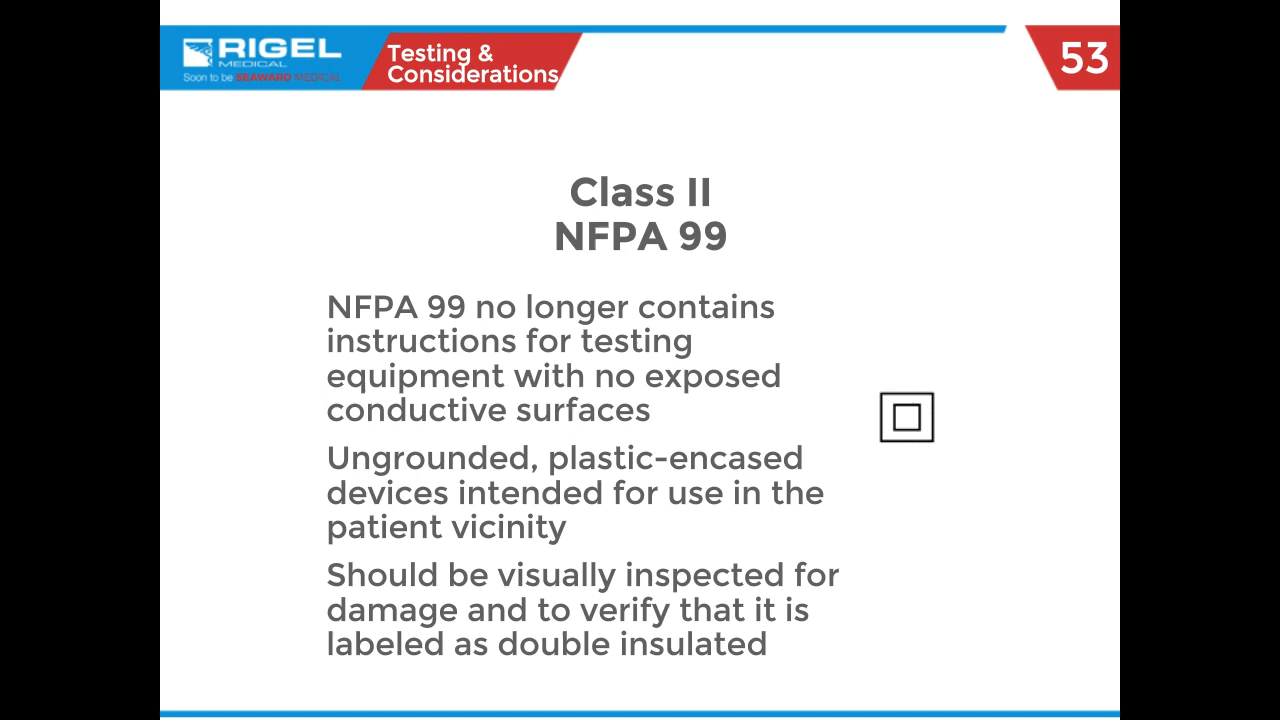 RIGEL
MEDICAL
Soon to be SEAWARD MEDICAL
Testing &
Considerations
53
Class II
NFPA 99
NFPA 99 no longer contains
instructions for testing
equipment with no exposed
conductive surfaces
Ungrounded, plastic-encased
devices intended for use in the
patient vicinity
Should be visually inspected for
damage and to verify that it is
labeled as double insulated